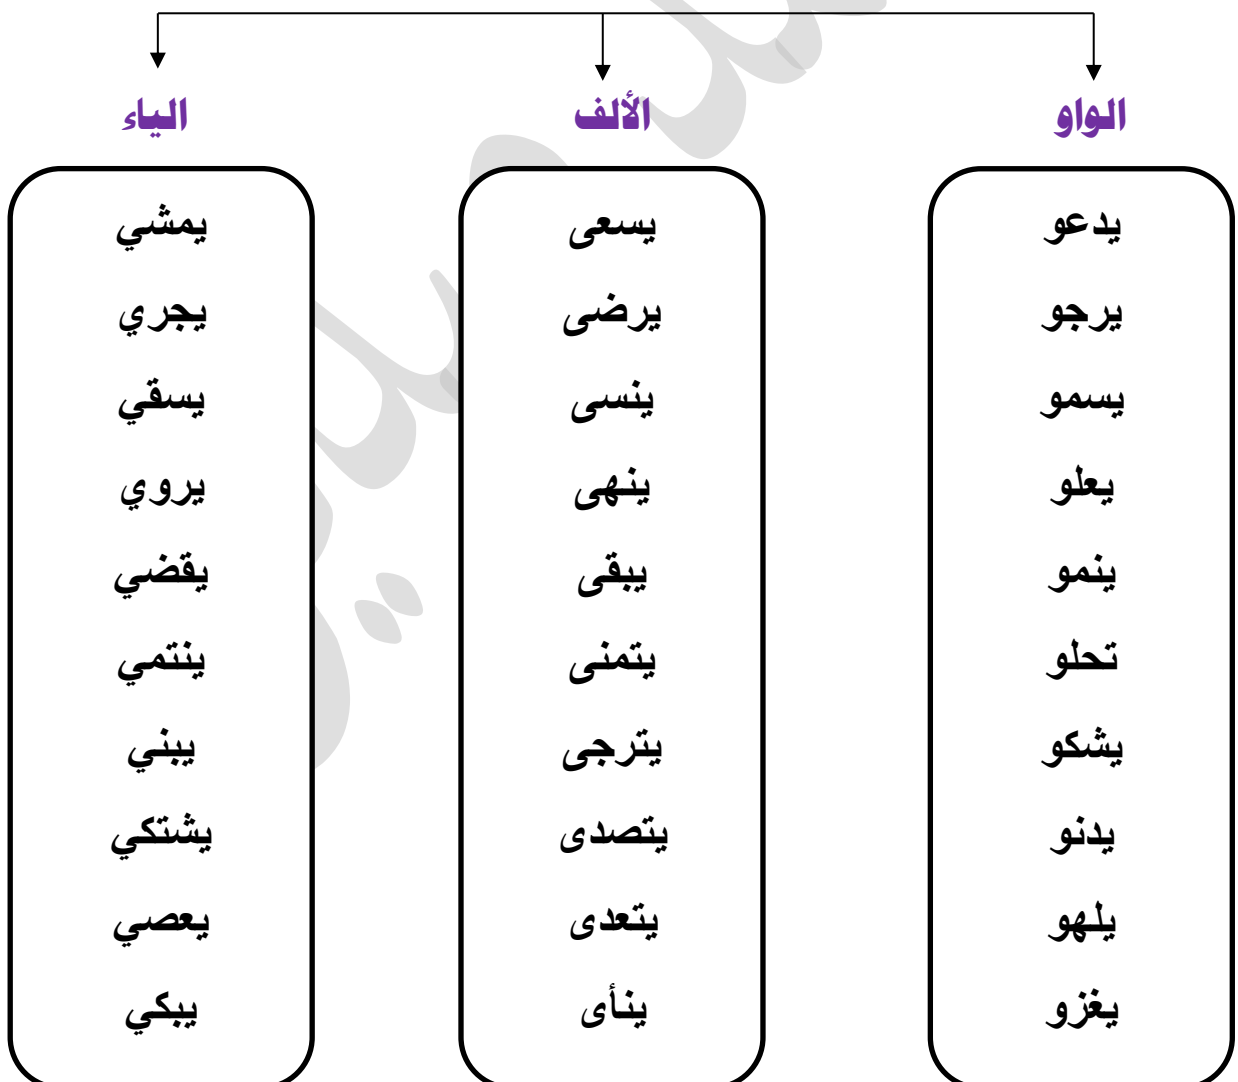 الواو الألف الياء
يدعو يسعى يمشي
يرجو يرضى يجري
يسمو ينسى يسقي
يعلو ينهى يروي
ينمو يبقى يقضي
تحلو يتمنى ينتمي
يشكو يترجى يبني
يدنو يتصدى يشتكي
يلهو يتعدى يعصي
يغزو ينأى يبكي